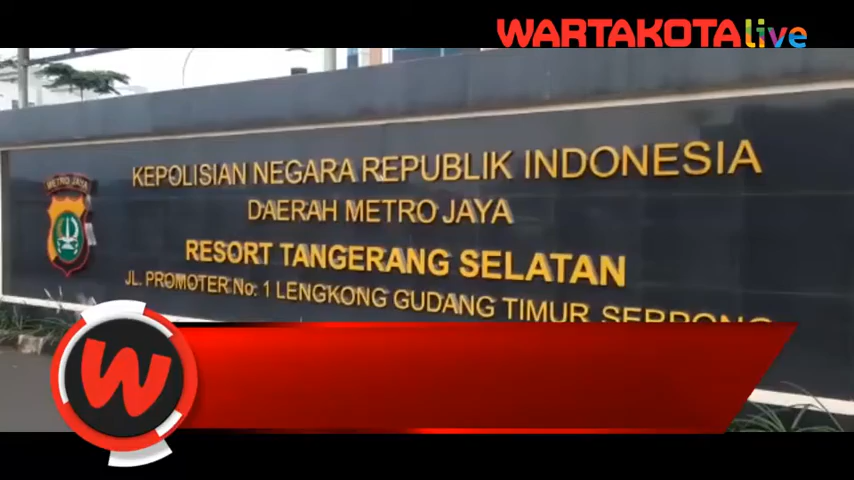 WARTAKOTAlive
KEPOLISIAN NEGARA REPUBLIK INDONESIA
METRO JAYA
DAERAH METRO JAYA
RESORT TANGERANG SELATAN
JL. PROMOTER No: 1 LENGKONG GUDANG TIMUR SERPONG
W